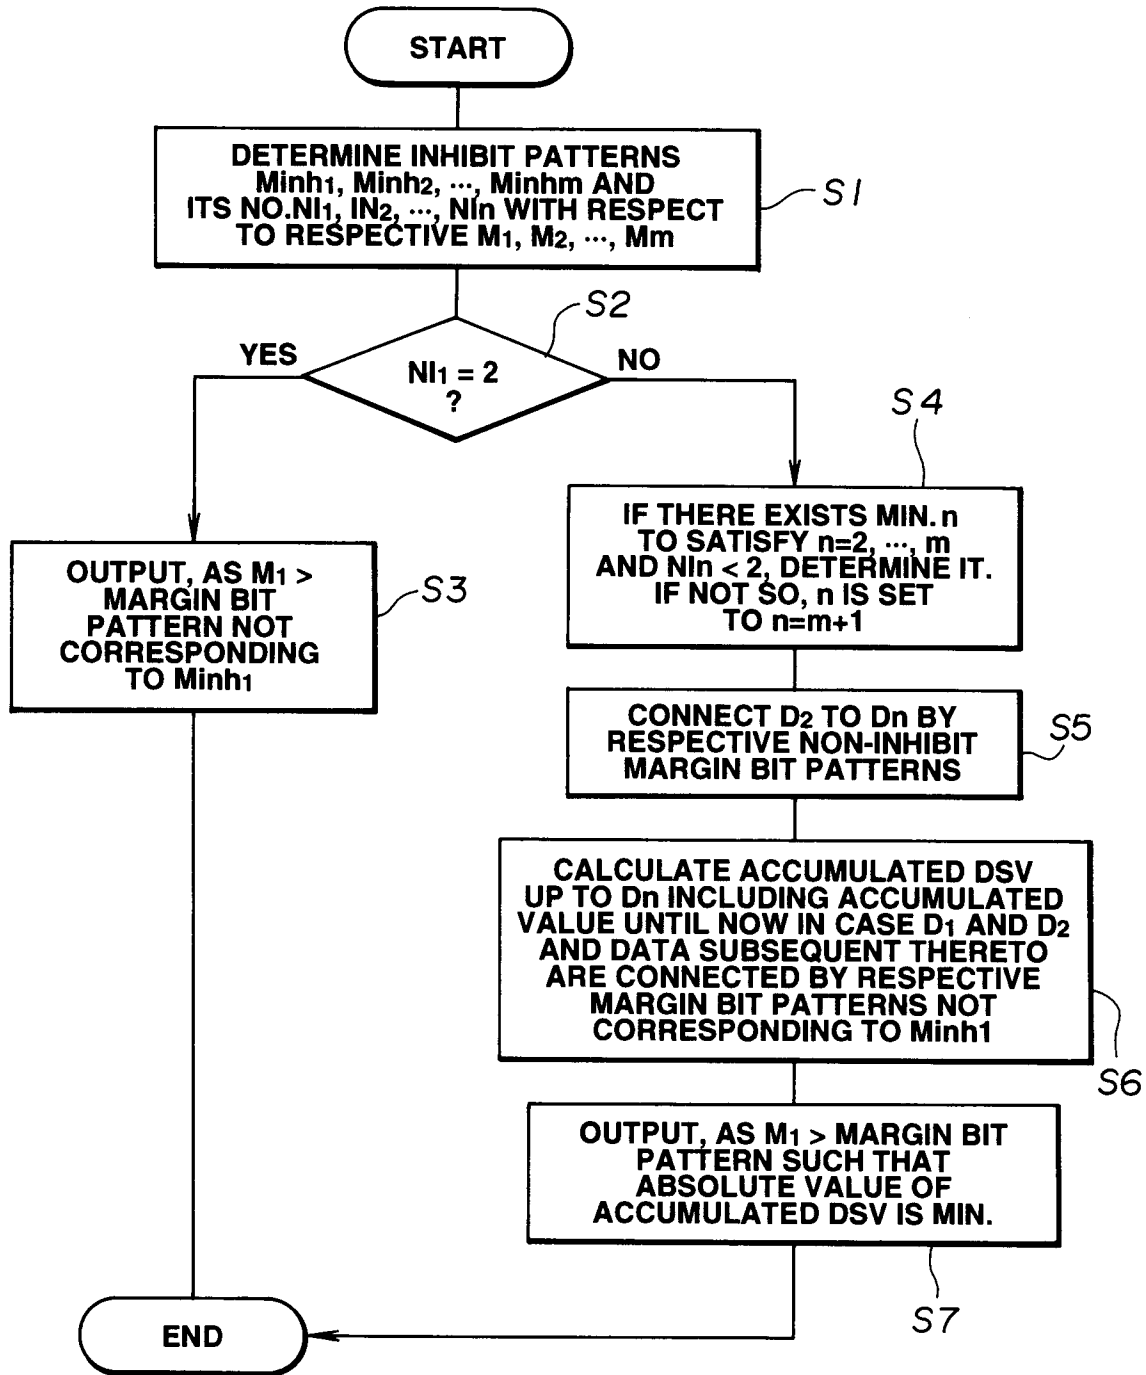 START
DETERMINE INHIBIT PATTERNS
Minh1, Minh2, ..., Minhm AND
ITS NO.NI1, IN2, ..., NIn WITH RESPECT
TO RESPECTIVE M1, M2, ..., Mm
S1
S2
YES
NI1 = 2
?
NO
S4
OUTPUT, AS M1 >
MARGIN BIT
PATTERN NOT
CORRESPONDING
TO Minh1
S3
IF THERE EXISTS MIN. n
TO SATISFY n=2, ..., m
AND NIn < 2, DETERMINE IT.
IF NOT SO, n IS SET
TO n=m+1
CONNECT D2 TO Dn BY
RESPECTIVE NON-INHIBIT
MARGIN BIT PATTERNS
S5
CALCULATE ACCUMULATED DSV
UP TO Dn INCLUDING ACCUMULATED
VALUE UNTIL NOW IN CASE D1 AND D2
AND DATA SUBSEQUENT THERETO
ARE CONNECTED BY RESPECTIVE
MARGIN BIT PATTERNS NOT
CORRESPONDING TO Minh1
S6
OUTPUT, AS M1 > MARGIN BIT
PATTERN SUCH THAT
ABSOLUTE VALUE OF
ACCUMULATED DSV IS MIN.
S7
END